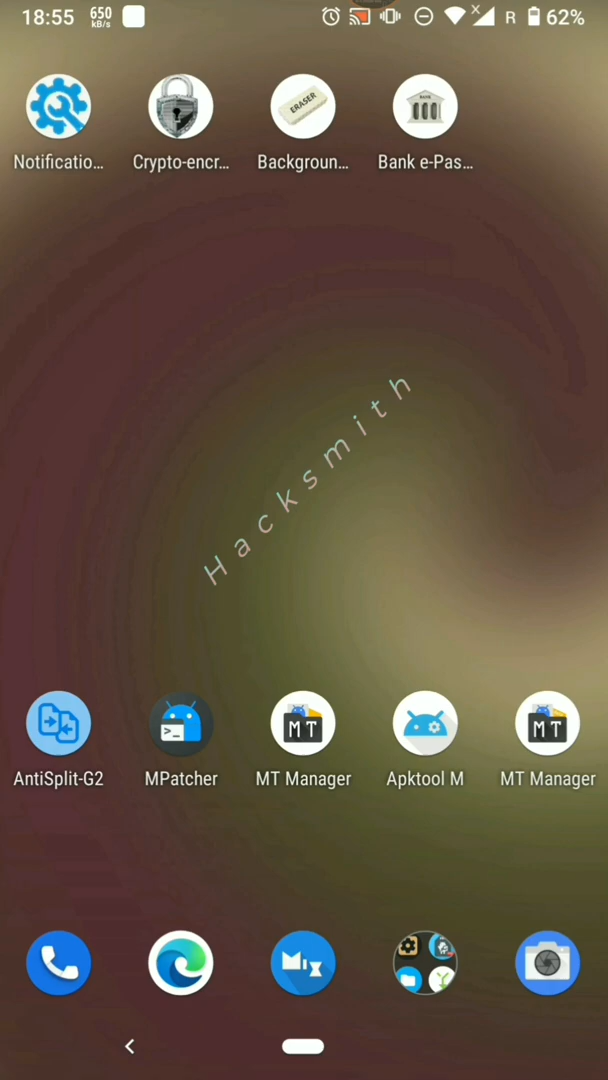 18:55 650 kB/s R 62%
ERASER BANK
Notificatio... Crypto-encr... Backgroun... Bank e-Pas...
Hacksmith
MT MT
AntiSplit-G2 MPatcher MT Manager Apktool M MT Manager